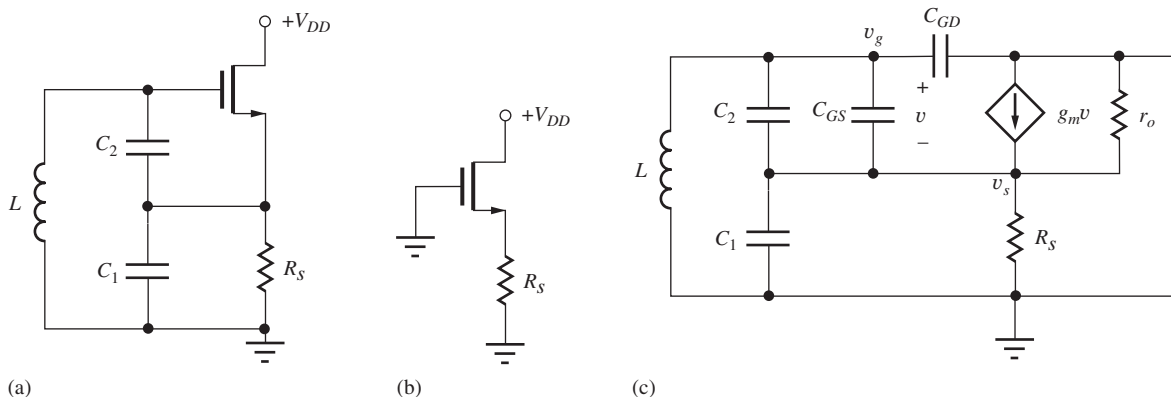 +V_DD
C_2
L
C_1
R_S
(a)
+V_DD
R_S
(b)
v_g
C_GD
C_2
C_GS
+
v
–
g_m v
r_o
L
v_s
C_1
R_S
(c)